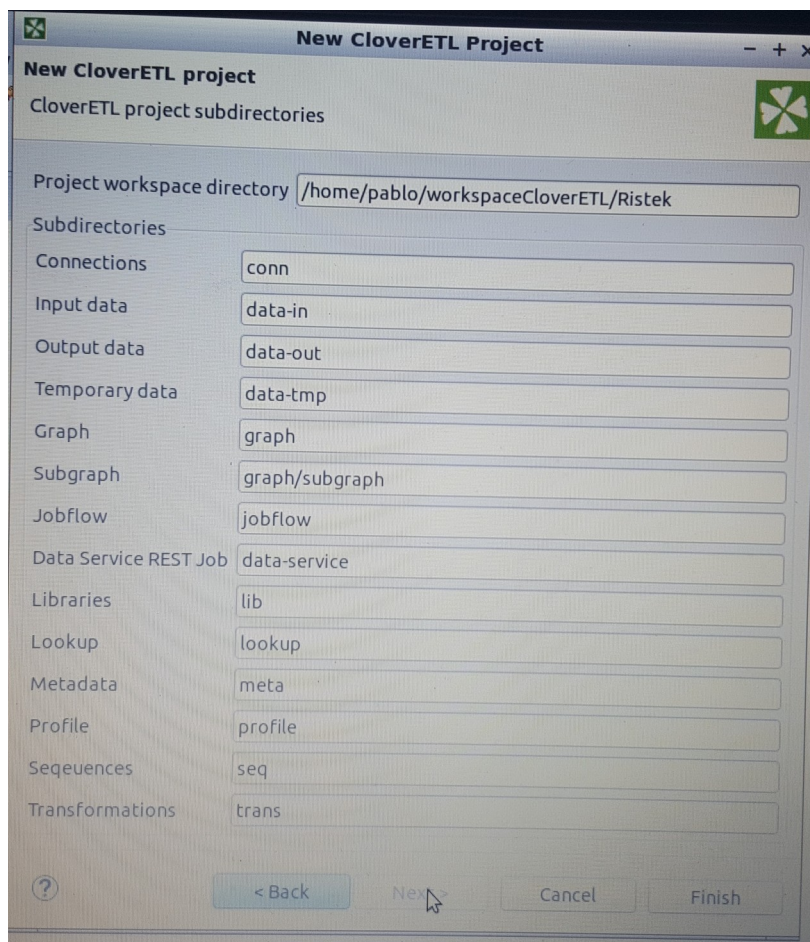 New CloverETL Project
New CloverETL project
CloverETL project subdirectories
Project workspace directory /home/pablo/workspaceCloverETL/Ristek
Subdirectories
Connections conn
Input data data-in
Output data data-out
Temporary data data-tmp
Graph graph
Subgraph graph/subgraph
Jobflow jobflow
Data Service REST Job data-service
Libraries lib
Lookup lookup
Metadata meta
Profile profile
Seqeuences seq
Transformations trans
? < Back Next > Cancel Finish